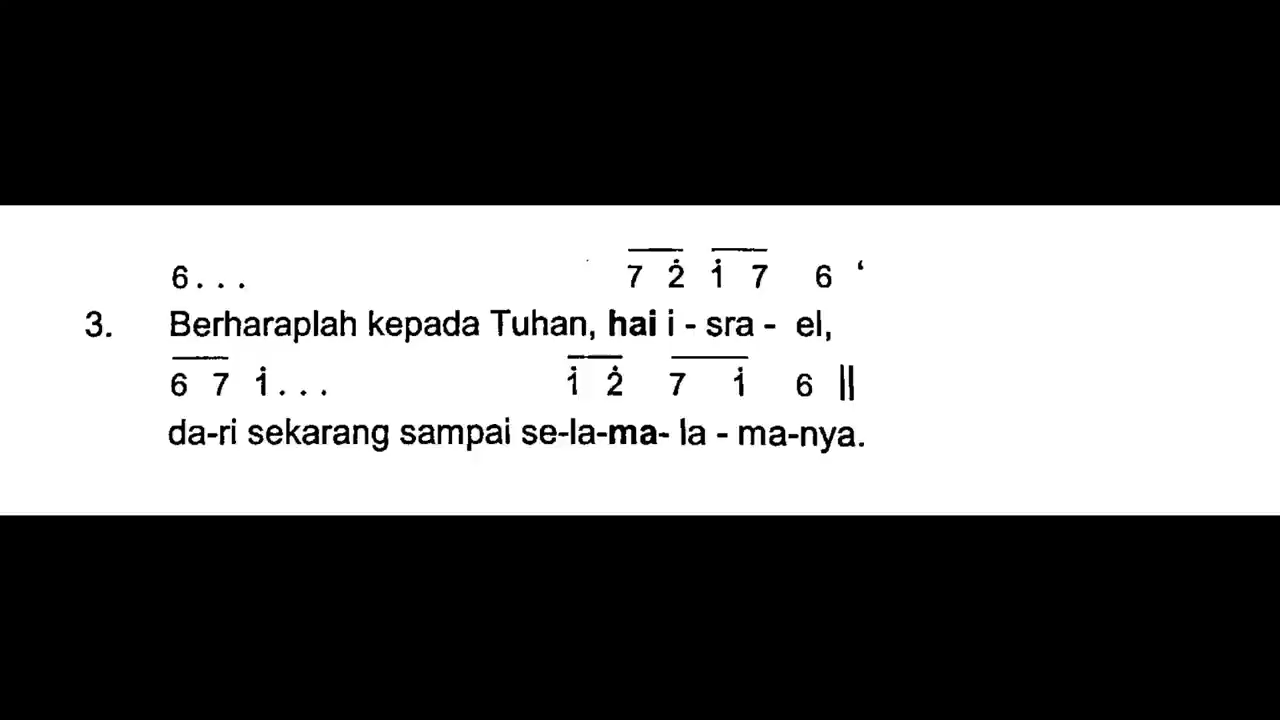 6 . . . 7 2̇ 1̇ 7 6 ‘
3. Berharaplah kepada Tuhan, hai i - sra - el,
6 7 1̇ . . . 1̇ 2̇ 7 1̇ 6 ||
da-ri sekarang sampai se-la-ma- la - ma-nya.